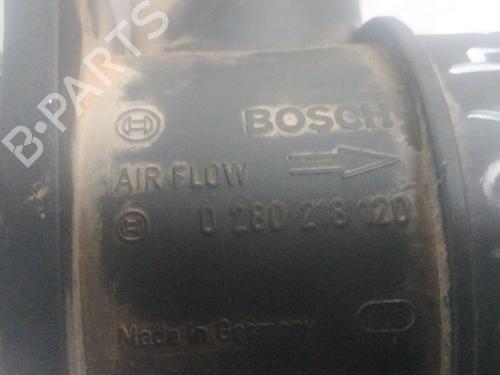 B-PARTS
BOSCH
AIR FLOW
0 280 218 120
Made in Germany